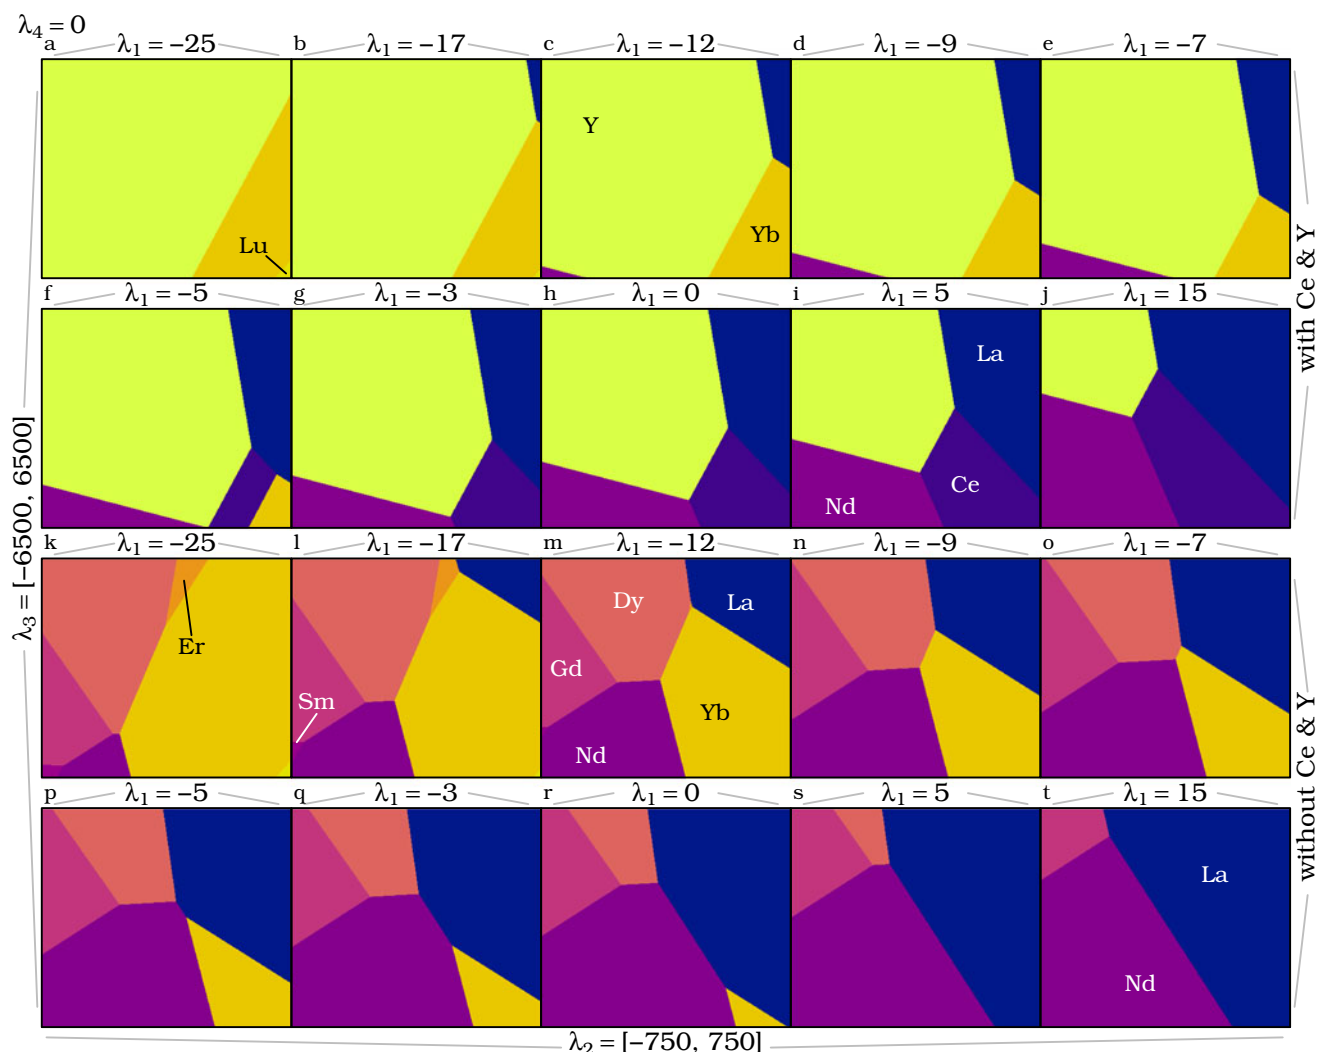 λ4 = 0
a λ1 = −25 b λ1 = −17 c λ1 = −12 d λ1 = −9 e λ1 = −7
Y
Lu
Yb
with Ce & Y
f λ1 = −5 g λ1 = −3 h λ1 = 0 i λ1 = 5 j λ1 = 15
La
Ce
Nd
λ3 = [−6500, 6500]
k λ1 = −25 l λ1 = −17 m λ1 = −12 n λ1 = −9 o λ1 = −7
Dy
La
Er
Gd
Sm
Yb
Nd
without Ce & Y
p λ1 = −5 q λ1 = −3 r λ1 = 0 s λ1 = 5 t λ1 = 15
La
Nd
λ2 = [−750, 750]